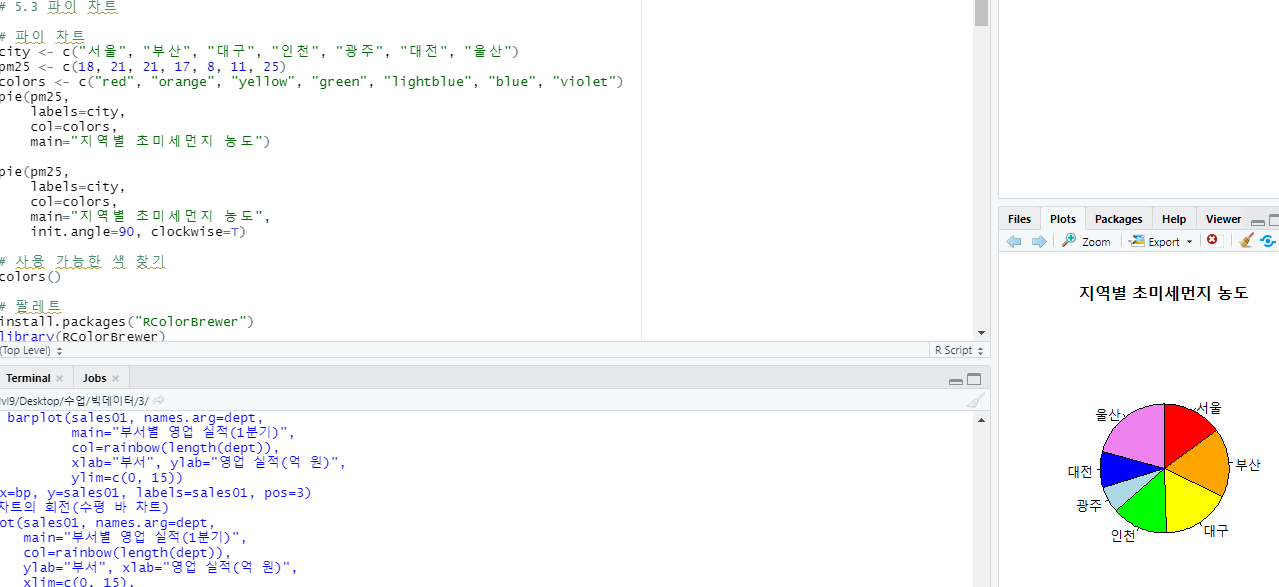 # 5.3 파이 차트
# 파이 차트
city <- c("서울", "부산", "대구", "인천", "광주", "대전", "울산")
pm25 <- c(18, 21, 21, 17, 8, 11, 25)
colors <- c("red", "orange", "yellow", "green", "lightblue", "blue", "violet")
pie(pm25,
labels=city,
col=colors,
main="지역별 초미세먼지 농도")
pie(pm25,
labels=city,
col=colors,
main="지역별 초미세먼지 농도",
init.angle=90, clockwise=T)
# 사용 가능한 색 찾기
colors()
# 팔레트
install.packages("RColorBrewer")
library(RColorBrewer)
(Top Level)
R Script
Terminal
Jobs
lvl9/Desktop/수업/빅데이터/3/
barplot(sales01, names.arg=dept,
main="부서별 영업 실적(1분기)",
col=rainbow(length(dept)),
xlab="부서", ylab="영업 실적(억 원)",
ylim=c(0, 15))
x=bp, y=sales01, labels=sales01, pos=3)
차트의 회전(수평 바 차트)
ot(sales01, names.arg=dept,
main="부서별 영업 실적(1분기)",
col=rainbow(length(dept)),
ylab="부서", xlab="영업 실적(억 원)",
xlim=c(0, 15),
Files
Plots
Packages
Help
Viewer
Zoom
Export
지역별 초미세먼지 농도
울산
서울
대전
부산
광주
인천
대구